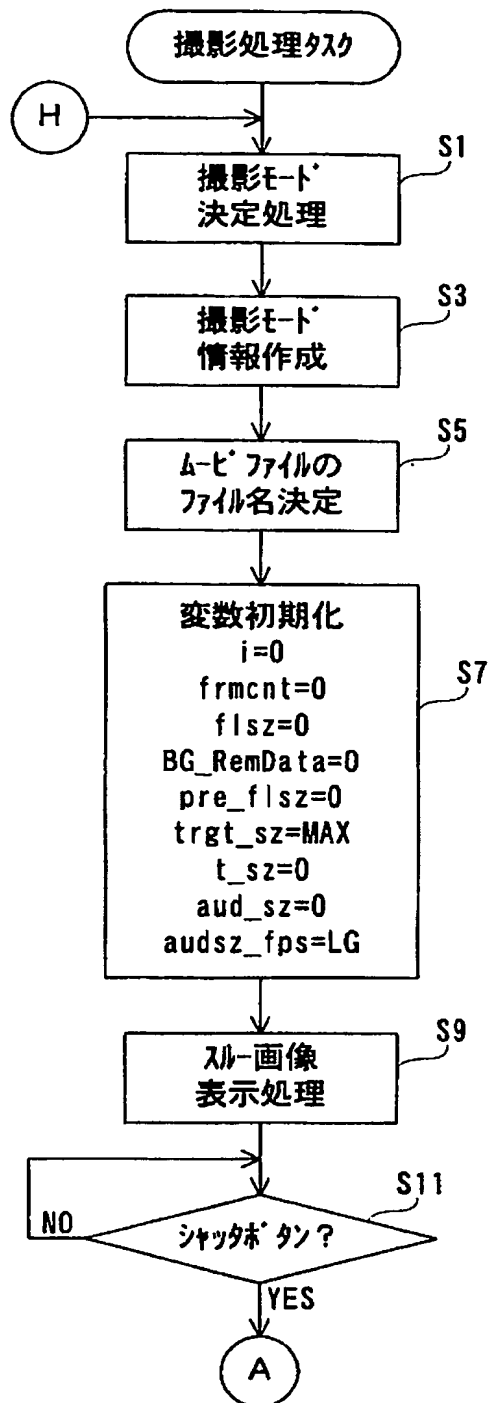 撮影処理ﾀｽｸ
H
S1
撮影ﾓｰﾄﾞ
決定処理
S3
撮影ﾓｰﾄﾞ
情報作成
S5
ﾑｰﾋﾞﾌｧｲﾙの
ﾌｧｲﾙ名決定
S7
変数初期化
i=0
frmcnt=0
flsz=0
BG_RemData=0
pre_flsz=0
trgt_sz=MAX
t_sz=0
aud_sz=0
audsz_fps=LG
S9
ｽﾙｰ画像
表示処理
S11
ｼｬｯﾀﾎﾞﾀﾝ?
NO
YES
A